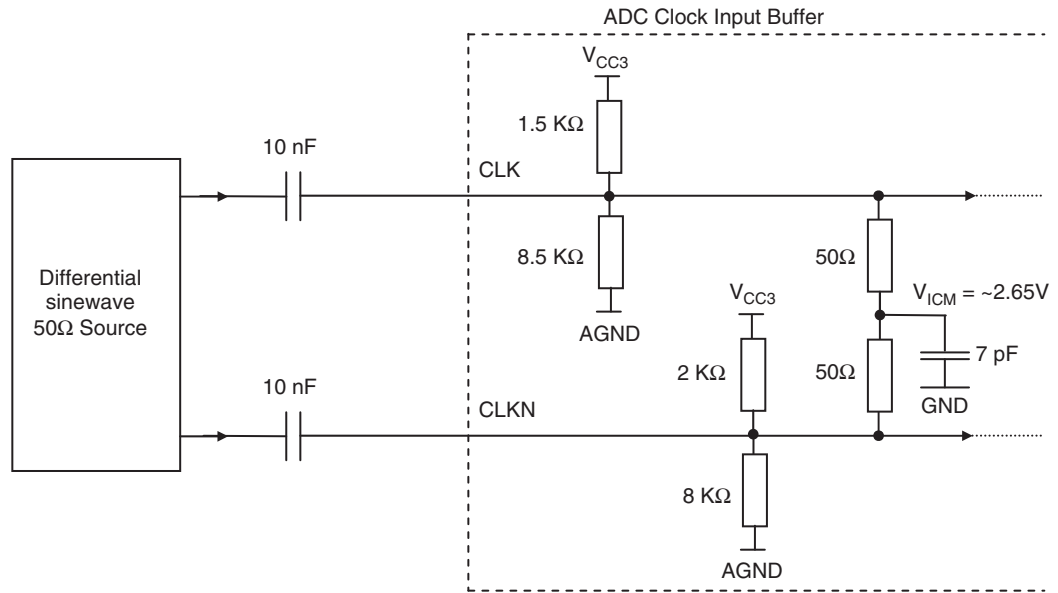 ADC Clock Input Buffer
VCC3
1.5 KΩ
10 nF
CLK
8.5 KΩ
AGND
Differential
sinewave
50Ω Source
50Ω
VICM = ~2.65V
VCC3
2 KΩ
50Ω
7 pF
GND
10 nF
CLKN
8 KΩ
AGND